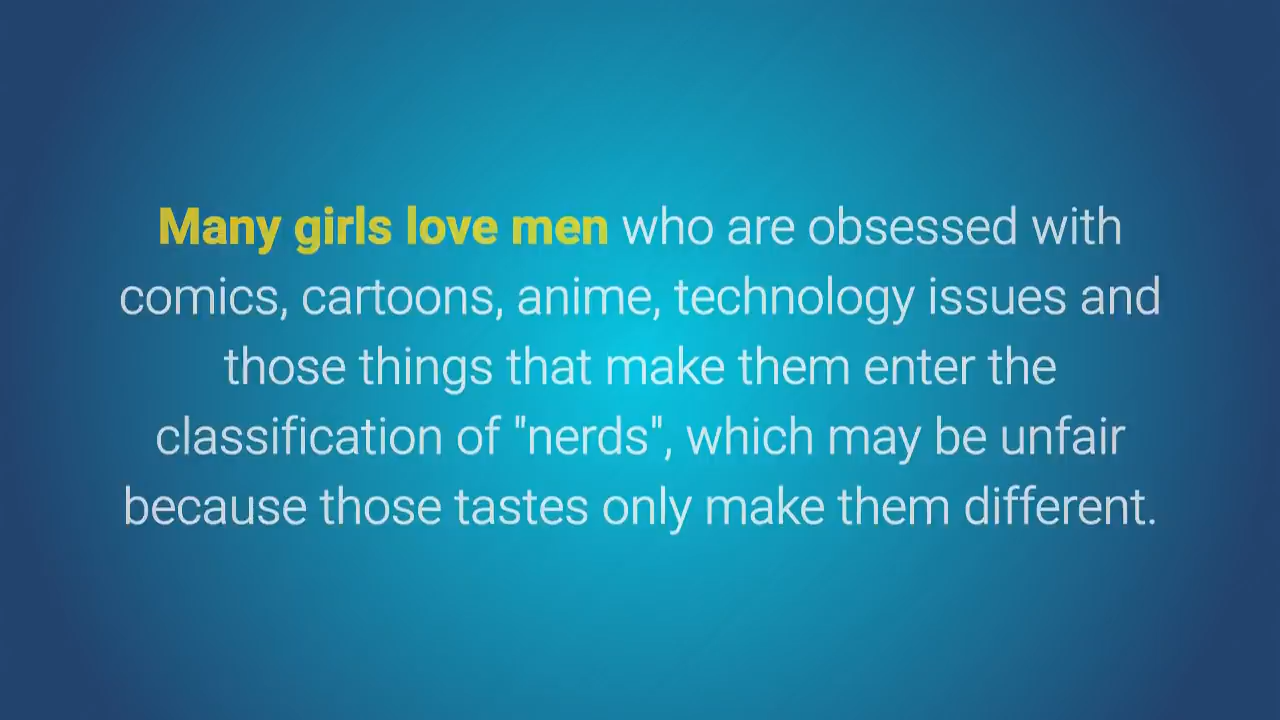 Many girls love men who are obsessed with
comics, cartoons, anime, technology issues and
those things that make them enter the
classification of "nerds", which may be unfair
because those tastes only make them different.